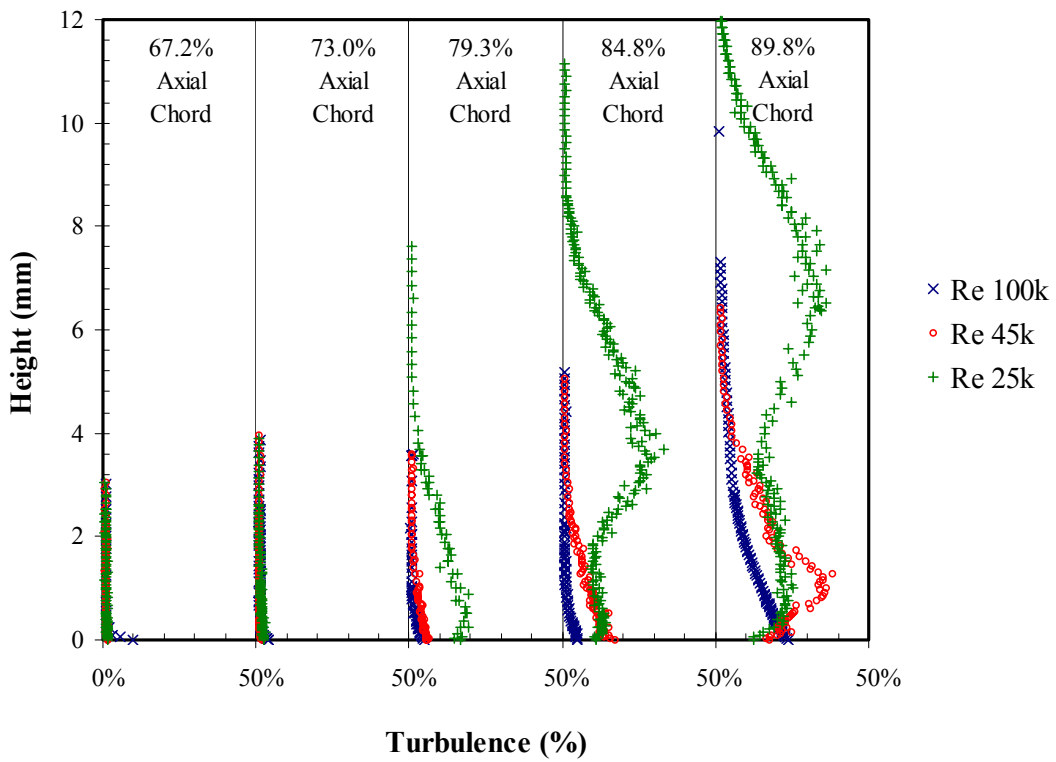 12
10
8
6
4
2
0
Height (mm)
67.2%
Axial
Chord
73.0%
Axial
Chord
79.3%
Axial
Chord
84.8%
Axial
Chord
89.8%
Axial
Chord
Re 100k
Re 45k
Re 25k
0% 50% 50% 50% 50% 50%
Turbulence (%)